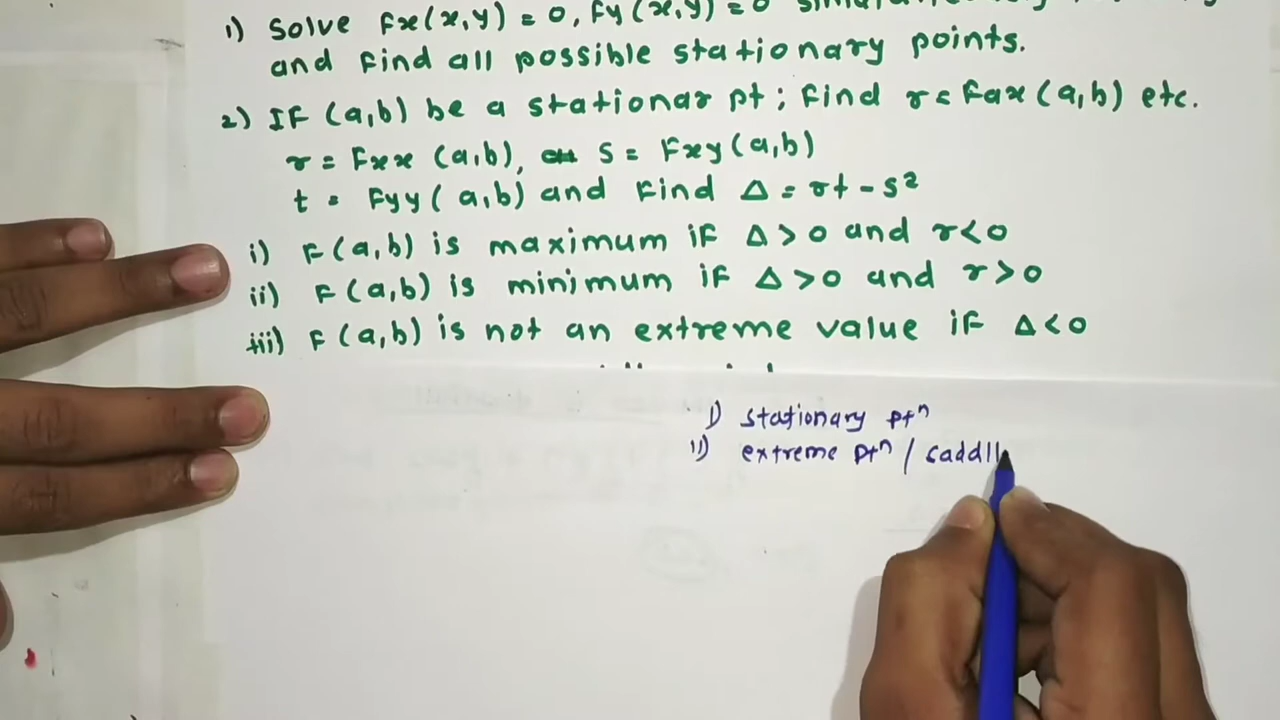 1) Solve Fx(x,y) = 0, Fy(x,y) = 0
and find all possible stationary points.
2) IF (a,b) be a stationar pt ; find r = Fax (a,b) etc.
r = Fxx (a,b), S = Fxy (a,b)
t = Fyy ( a,b) and find Δ = rt - s²
i) F(a,b) is maximum if Δ > 0 and r < 0
ii) F(a,b) is minimum if Δ > 0 and r > 0
iii) F(a,b) is not an extreme value if Δ < 0
i) stationary ptⁿ
ii) extreme ptⁿ / saddl